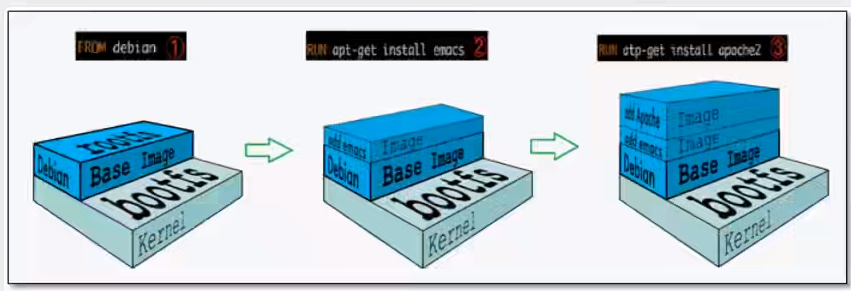 FROM debian ①
RUN apt-get install emacs ②
RUN atp-get install apache2 ③
rootfs
Debian Base Image
bootfs
Kernel
add emacs Image
Debian Base Image
bootfs
Kernel
add Apache Image
add emacs Image
Debian Base Image
bootfs
Kernel